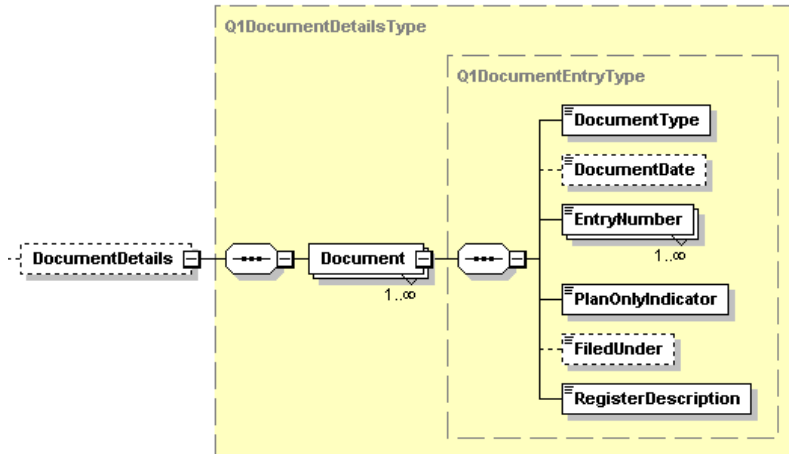 Q1DocumentDetailsType
Q1DocumentEntryType
DocumentType
DocumentDate
EntryNumber
1..∞
DocumentDetails
Document
1..∞
PlanOnlyIndicator
FiledUnder
RegisterDescription